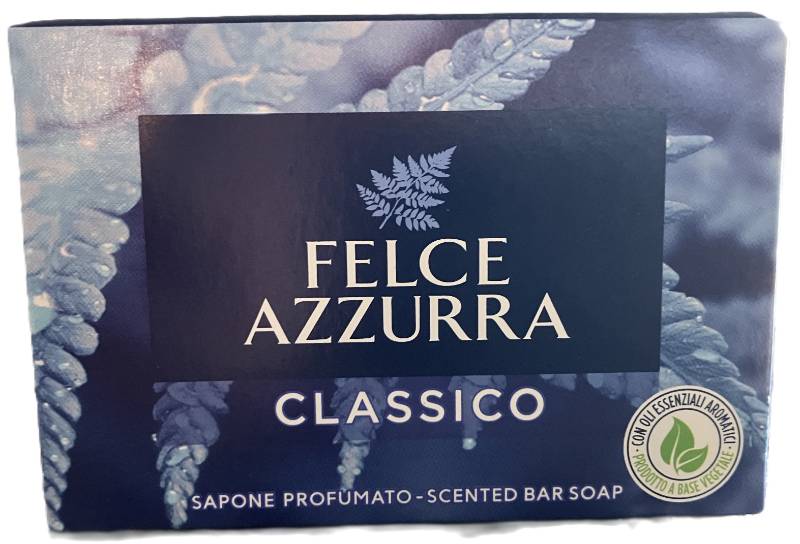 FELCE
AZZURRA
CLASSICO
SAPONE PROFUMATO - SCENTED BAR SOAP
CON OLI ESSENZIALI AROMATICI
PRODOTTO A BASE VEGETALE